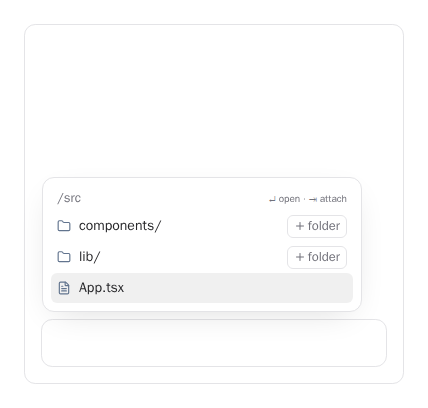 /src ↵ open · ⇥ attach
components/ + folder
lib/ + folder
App.tsx